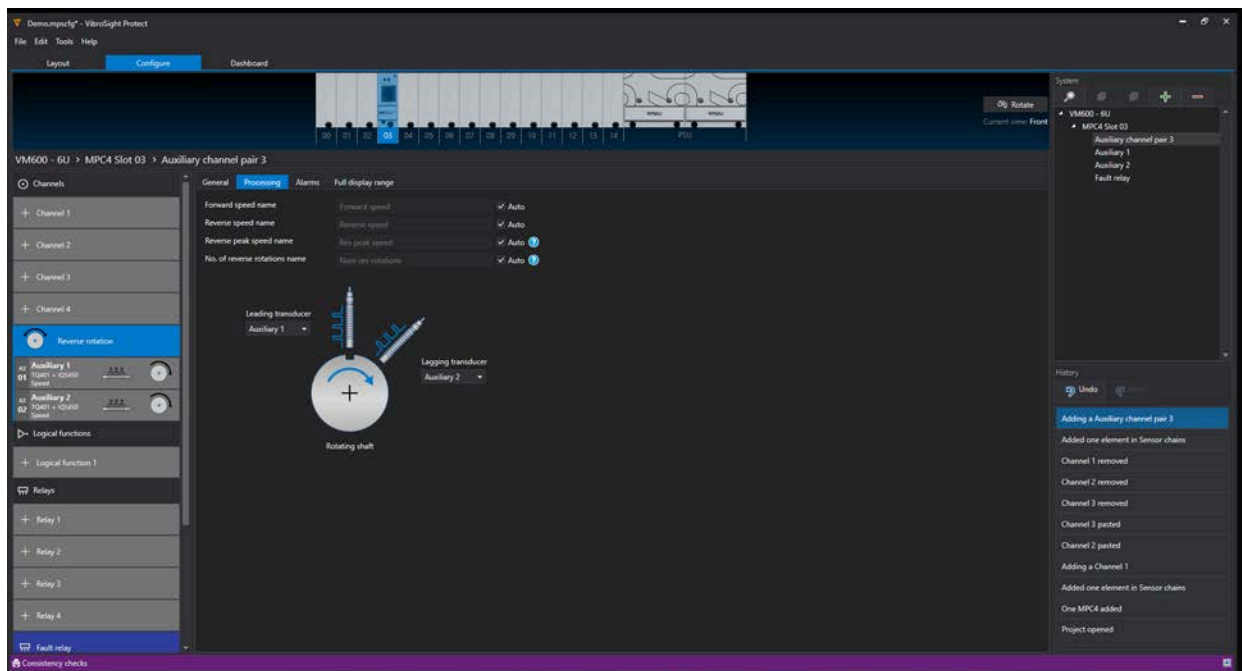 Demo.mpscfg* - VibroSight Protect
File Edit Tools Help
Layout Configure Dashboard
System
Rotate
Current view: Front
00 01 02 03 04 05 06 07 08 09 10 11 12 13 14 PSU
VM600 - 6U
MPC4 Slot 03
Auxiliary channel pair 3
Auxiliary 1
Auxiliary 2
Fault relay
VM600 - 6U > MPC4 Slot 03 > Auxiliary channel pair 3
Channels
Channel 1
Channel 2
Channel 3
Channel 4
Reverse rotation
AX 01 Auxiliary 1
TQ401 + IQS450
Speed
AX 02 Auxiliary 2
TQ401 + IQS450
Speed
Logical functions
Logical function 1
Relays
Relay 1
Relay 2
Relay 3
Relay 4
Fault relay
General Processing Alarms Full display range
Forward speed name Forward speed Auto
Reverse speed name Reverse speed Auto
Reverse peak speed name Rev peak speed Auto ?
No. of reverse rotations name Num rev rotations Auto ?
Leading transducer
Auxiliary 1
Lagging transducer
Auxiliary 2
Rotating shaft
History
Undo
Adding a Auxiliary channel pair 3
Added one element in Sensor chains
Channel 1 removed
Channel 2 removed
Channel 3 removed
Channel 3 pasted
Channel 2 pasted
Adding a Channel 1
Added one element in Sensor chains
One MPC4 added
Project opened
Consistency checks